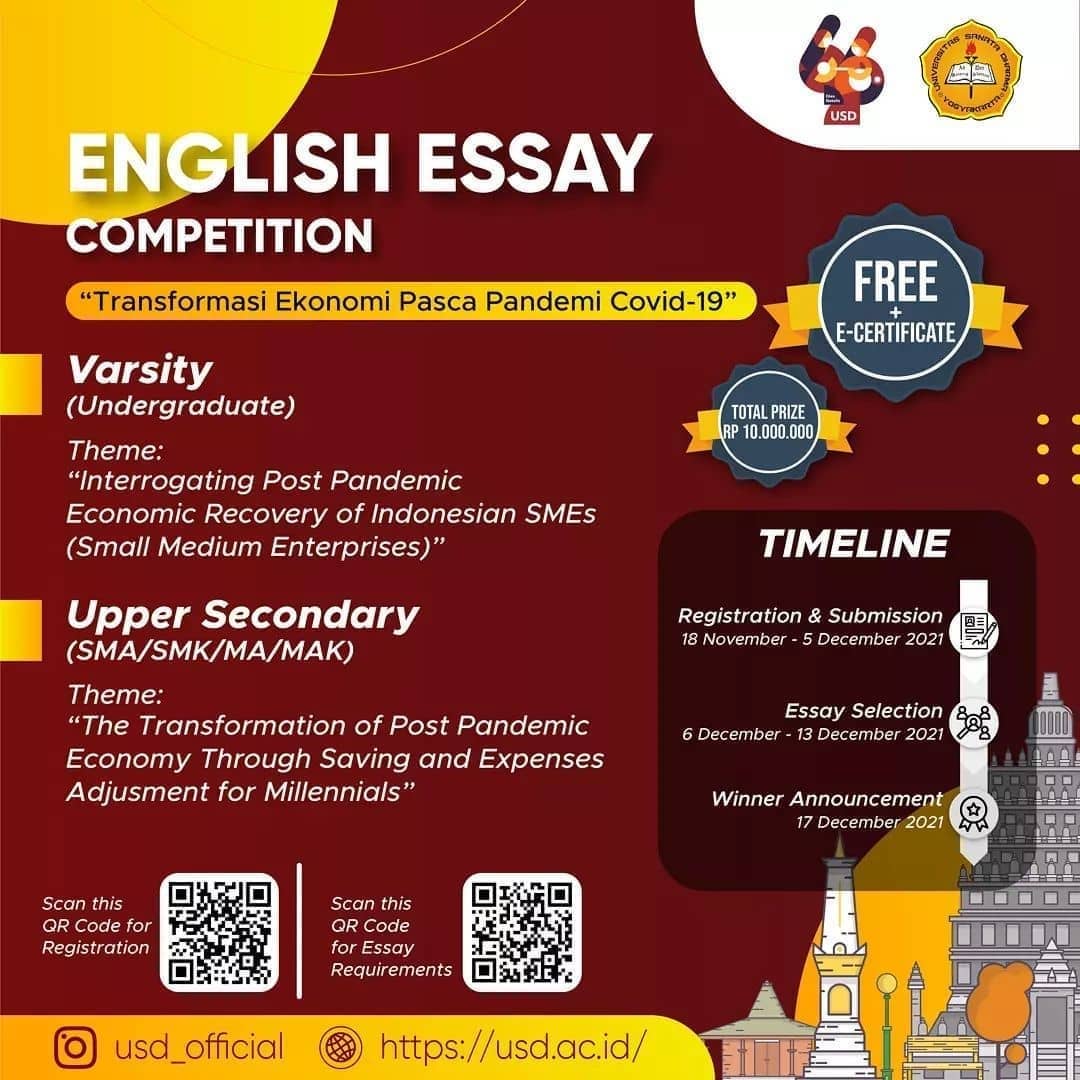 USD
UNIVERSITAS SANATA DHARMA
YOGYAKARTA
ENGLISH ESSAY
COMPETITION
“Transformasi Ekonomi Pasca Pandemi Covid-19”
FREE
+
E-CERTIFICATE
TOTAL PRIZE
RP 10.000.000
Varsity
(Undergraduate)
Theme:
“Interrogating Post Pandemic
Economic Recovery of Indonesian SMEs
(Small Medium Enterprises)”
Upper Secondary
(SMA/SMK/MA/MAK)
Theme:
“The Transformation of Post Pandemic
Economy Through Saving and Expenses
Adjusment for Millennials”
TIMELINE
Registration & Submission
18 November - 5 December 2021
Essay Selection
6 December - 13 December 2021
Winner Announcement
17 December 2021
Scan this
QR Code for
Registration
Scan this
QR Code
for Essay
Requirements
usd_official
https://usd.ac.id/